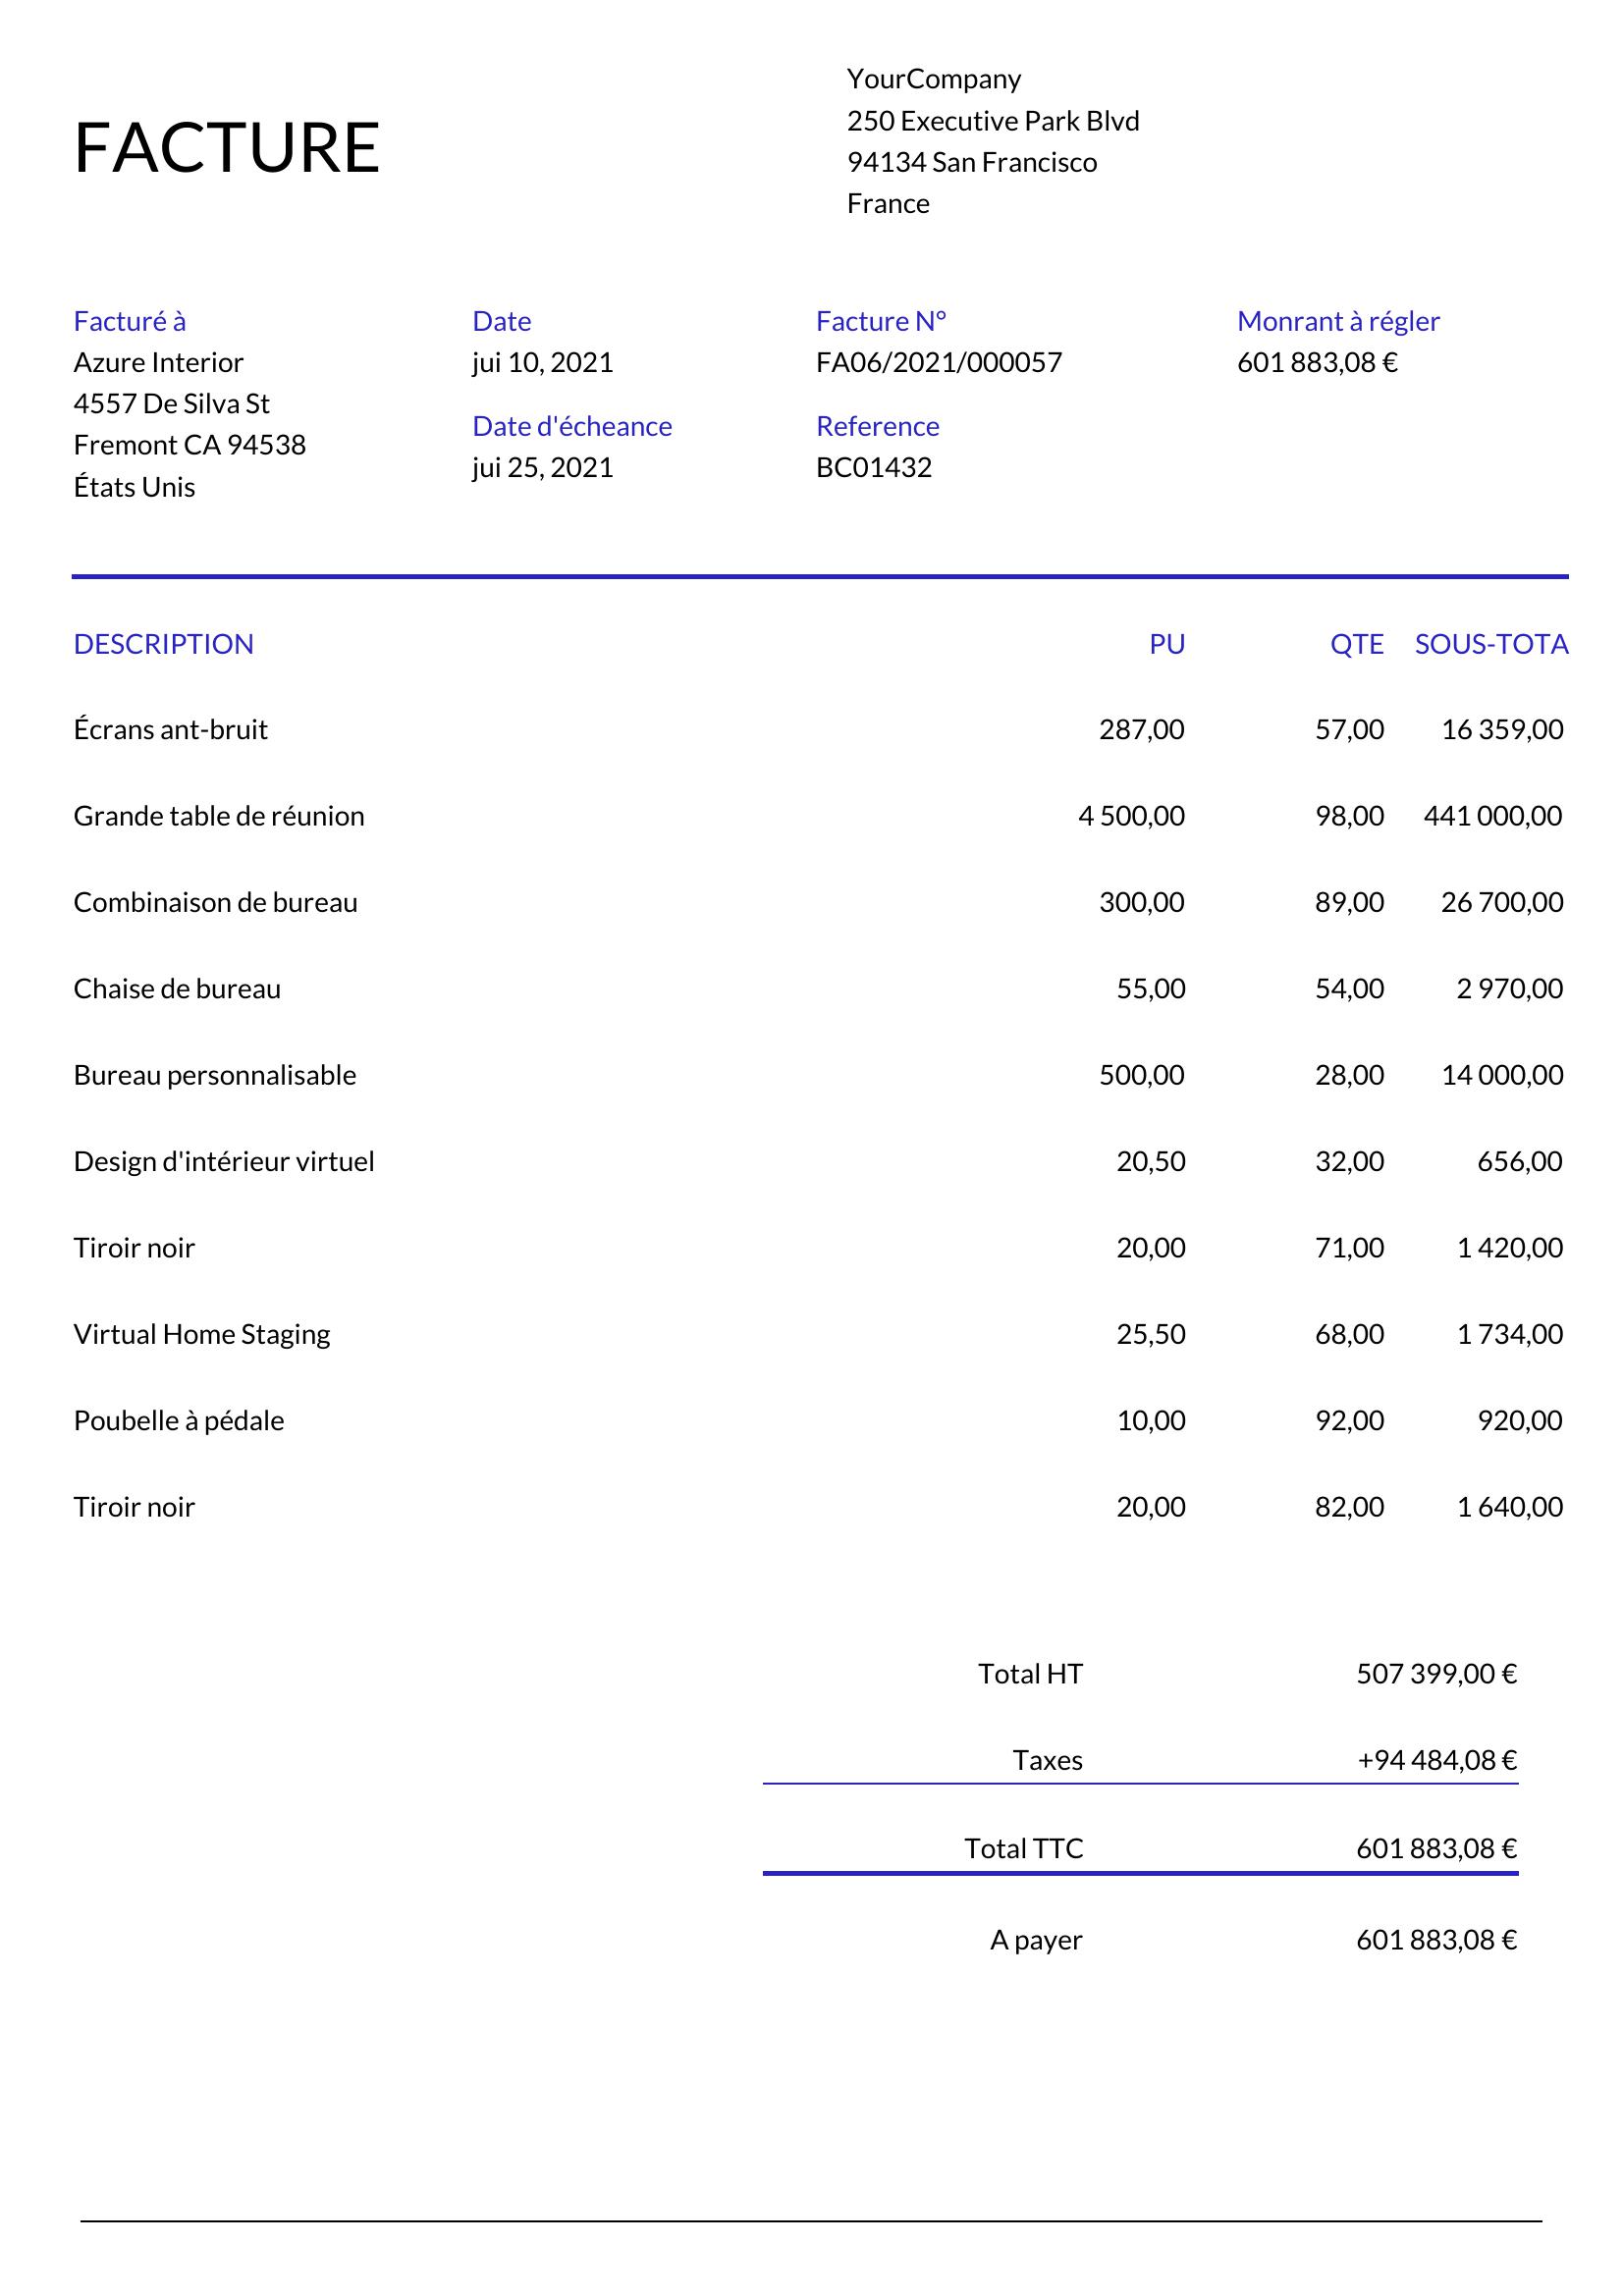 YourCompany
250 Executive Park Blvd
94134 San Francisco
France
FACTURE
Facturé à
Azure Interior
4557 De Silva St
Fremont CA 94538
États Unis
Date
jui 10, 2021
Date d'écheance
jui 25, 2021
Facture N°
FA06/2021/000057
Reference
BC01432
Monrant à régler
601 883,08 €
DESCRIPTION PU QTE SOUS-TOTA
Écrans ant-bruit 287,00 57,00 16 359,00
Grande table de réunion 4 500,00 98,00 441 000,00
Combinaison de bureau 300,00 89,00 26 700,00
Chaise de bureau 55,00 54,00 2 970,00
Bureau personnalisable 500,00 28,00 14 000,00
Design d'intérieur virtuel 20,50 32,00 656,00
Tiroir noir 20,00 71,00 1 420,00
Virtual Home Staging 25,50 68,00 1 734,00
Poubelle à pédale 10,00 92,00 920,00
Tiroir noir 20,00 82,00 1 640,00
Total HT 507 399,00 €
Taxes +94 484,08 €
Total TTC 601 883,08 €
A payer 601 883,08 €